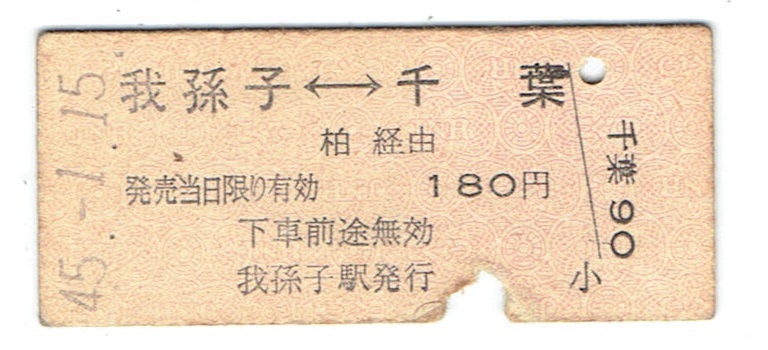 45.-1.15
我孫子↔千葉
柏経由
発売当日限り有効 180円
下車前途無効
我孫子駅発行
小
千葉90